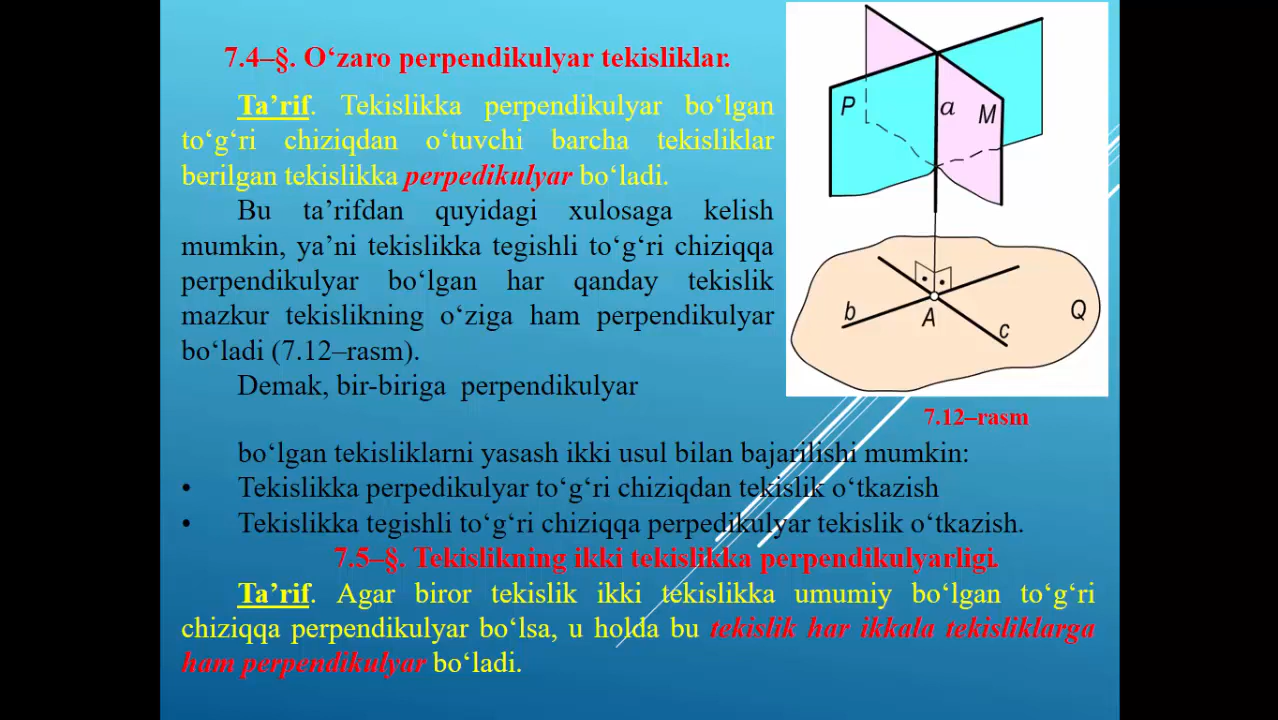 7.4–§. O‘zaro perpendikulyar tekisliklar.
Ta’rif. Tekislikka perpendikulyar bo‘lgan
to‘g‘ri chiziqdan o‘tuvchi barcha tekisliklar
berilgan tekislikka perpedikulyar bo‘ladi.
Bu ta’rifdan quyidagi xulosaga kelish
mumkin, ya’ni tekislikka tegishli to‘g‘ri chiziqqa
perpendikulyar bo‘lgan har qanday tekislik
mazkur tekislikning o‘ziga ham perpendikulyar
bo‘ladi (7.12–rasm).
Demak, bir-biriga perpendikulyar
P
a
M
b
A
c
Q
7.12–rasm
bo‘lgan tekisliklarni yasash ikki usul bilan bajarilishi mumkin:
• Tekislikka perpedikulyar to‘g‘ri chiziqdan tekislik o‘tkazish
• Tekislikka tegishli to‘g‘ri chiziqqa perpedikulyar tekislik o‘tkazish.
7.5–§. Tekislikning ikki tekislikka perpendikulyarligi.
Ta’rif. Agar biror tekislik ikki tekislikka umumiy bo‘lgan to‘g‘ri
chiziqqa perpendikulyar bo‘lsa, u holda bu tekislik har ikkala tekisliklarga
ham perpendikulyar bo‘ladi.